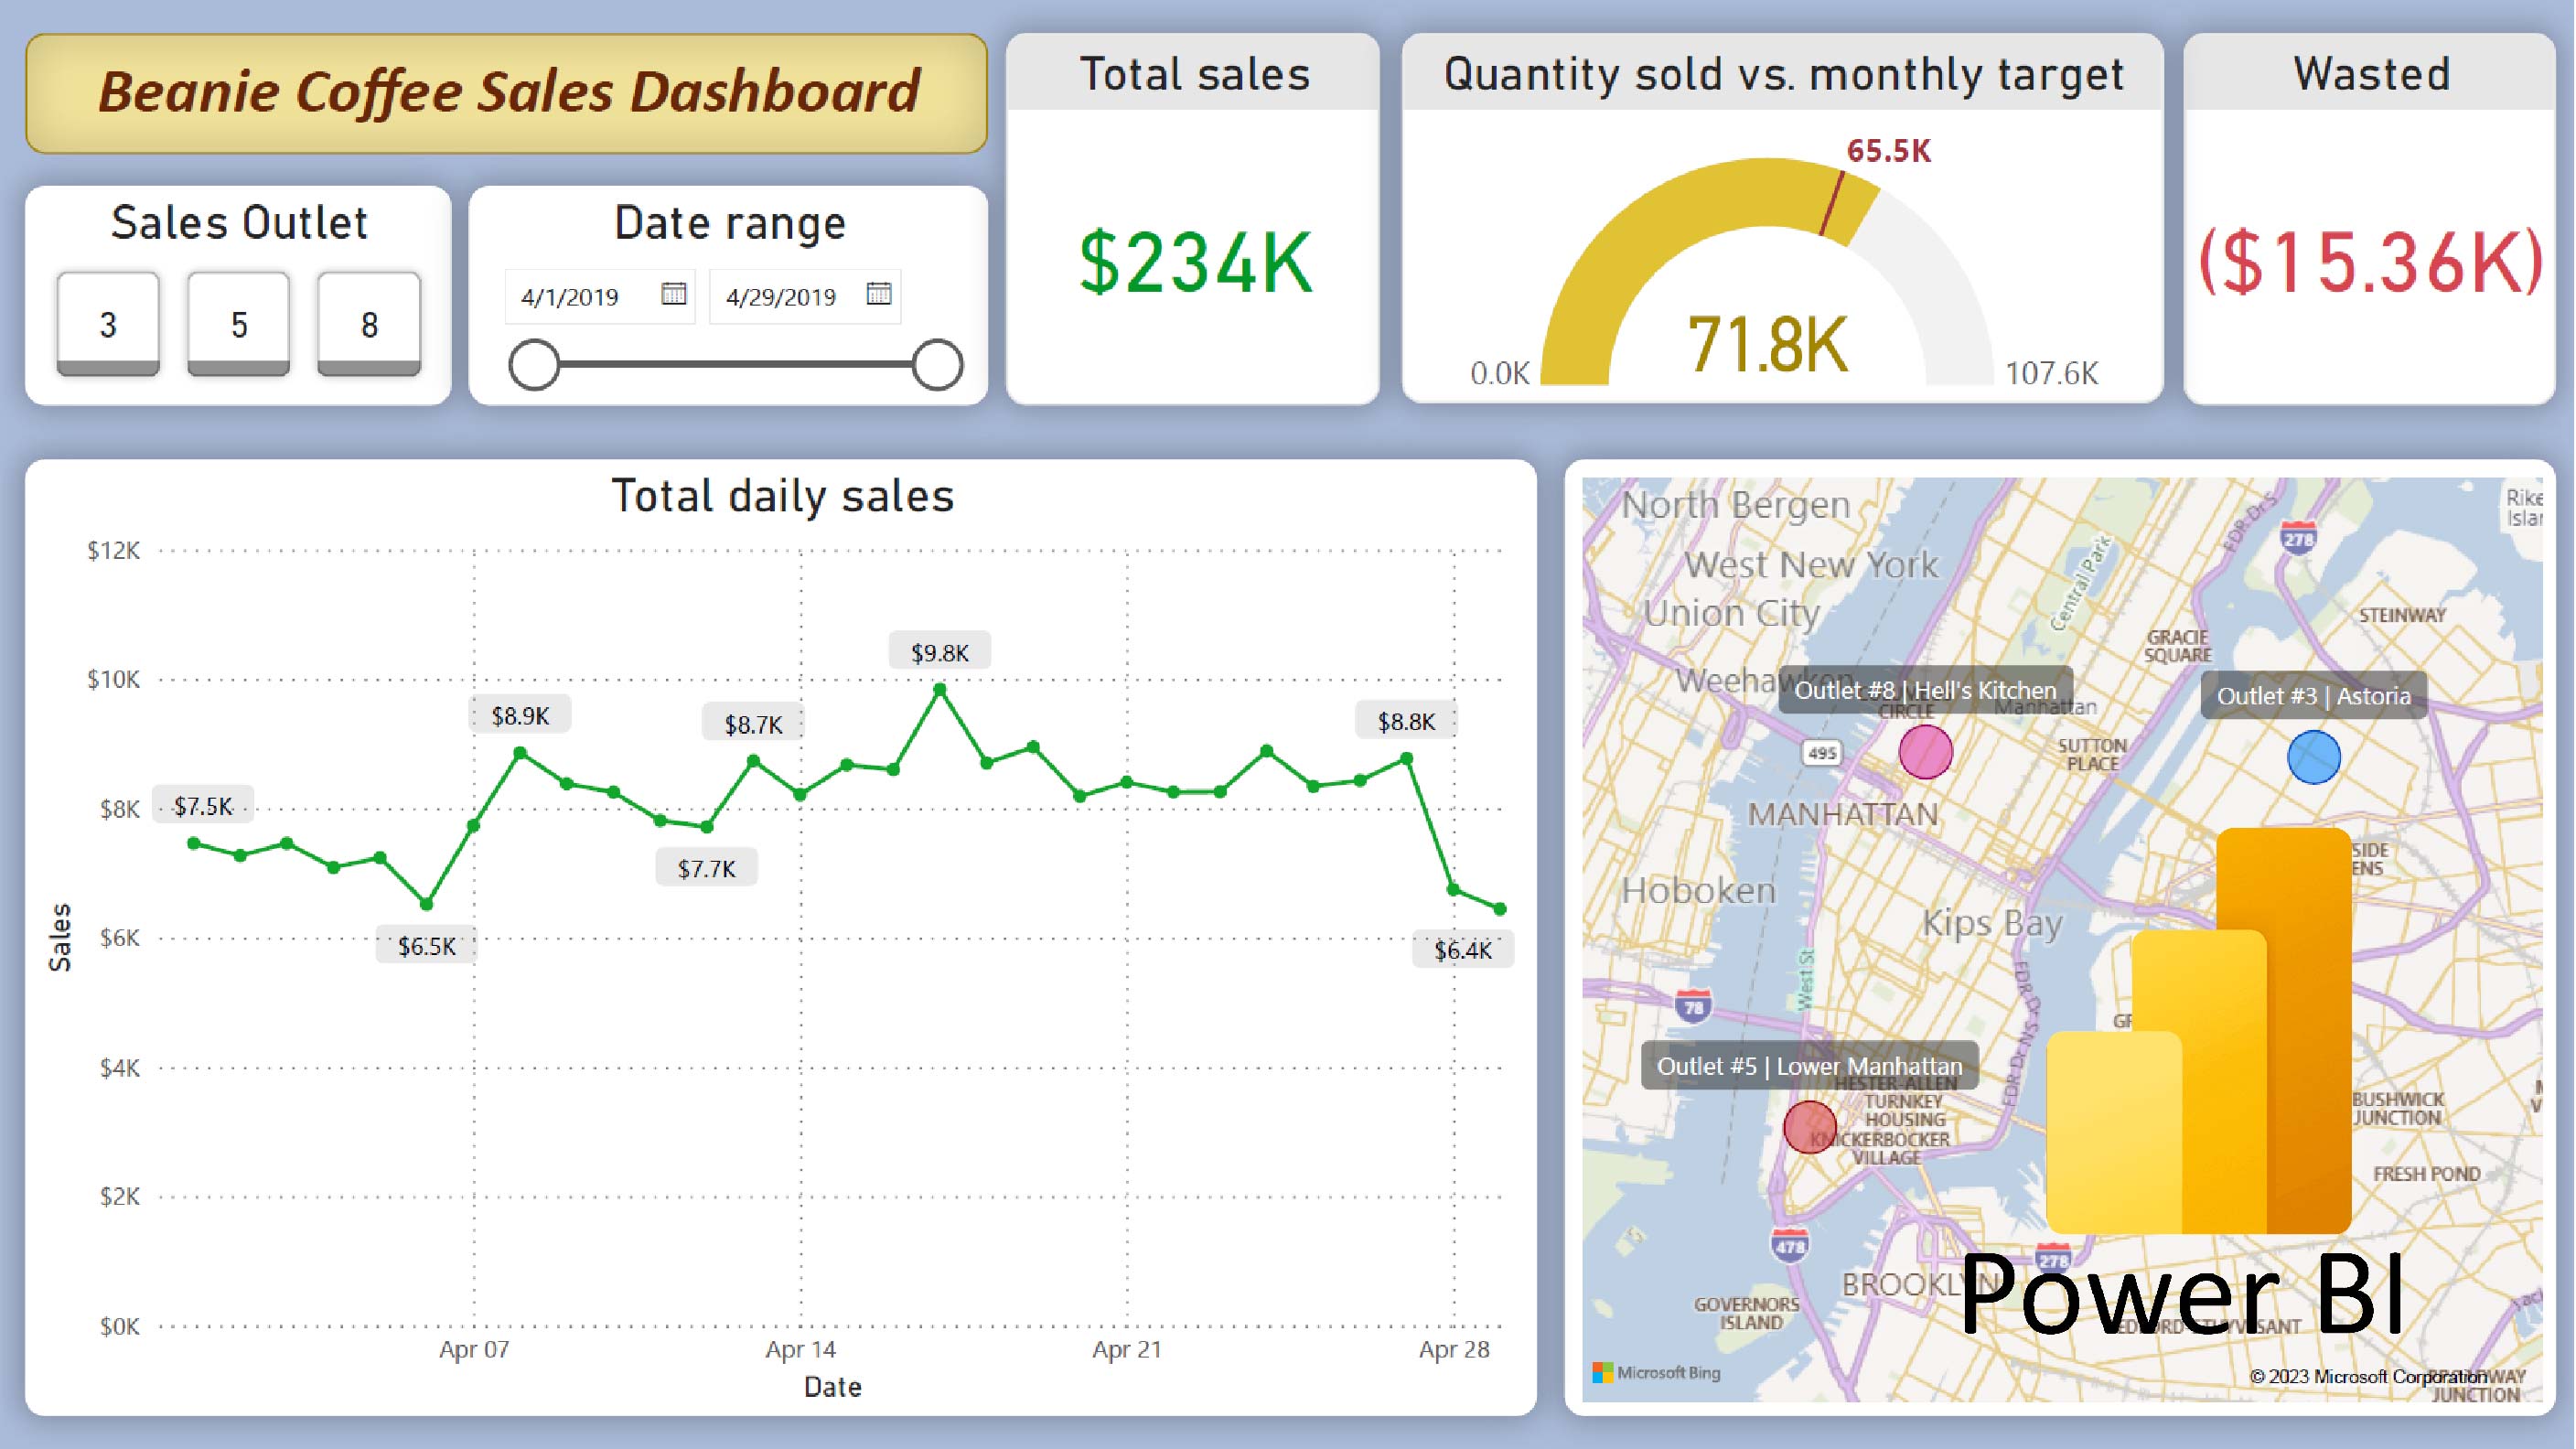 Beanie Coffee Sales Dashboard
Sales Outlet
3
5
8
Date range
4/1/2019
4/29/2019
Total sales
$234K
Quantity sold vs. monthly target
65.5K
71.8K
0.0K
107.6K
Wasted
($15.36K)
Total daily sales
$12K
$10K
$8K
$6K
$4K
$2K
$0K
Sales
$7.5K
$6.5K
$8.9K
$7.7K
$8.7K
$9.8K
$8.8K
$6.4K
Apr 07
Apr 14
Apr 21
Apr 28
Date
North Bergen
West New York
Union City
Central Park
FDR Dr S
278
STEINWAY
GRACIE
SQUARE
Outlet #8 | Hell's Kitchen
CIRCLE
Manhattan
Outlet #3 | Astoria
495
SUTTON
PLACE
MANHATTAN
Hoboken
Kips Bay
West St
78
Outlet #5 | Lower Manhattan
HESTER-ALLEN
TURNKEY
HOUSING
KNICKERBOCKER
VILLAGE
BUSHWICK
JUNCTION
FRESH POND
478
278
BROOKLYN
GOVERNORS
ISLAND
Power BI
Microsoft Bing
© 2023 Microsoft Corporation
JUNCTION